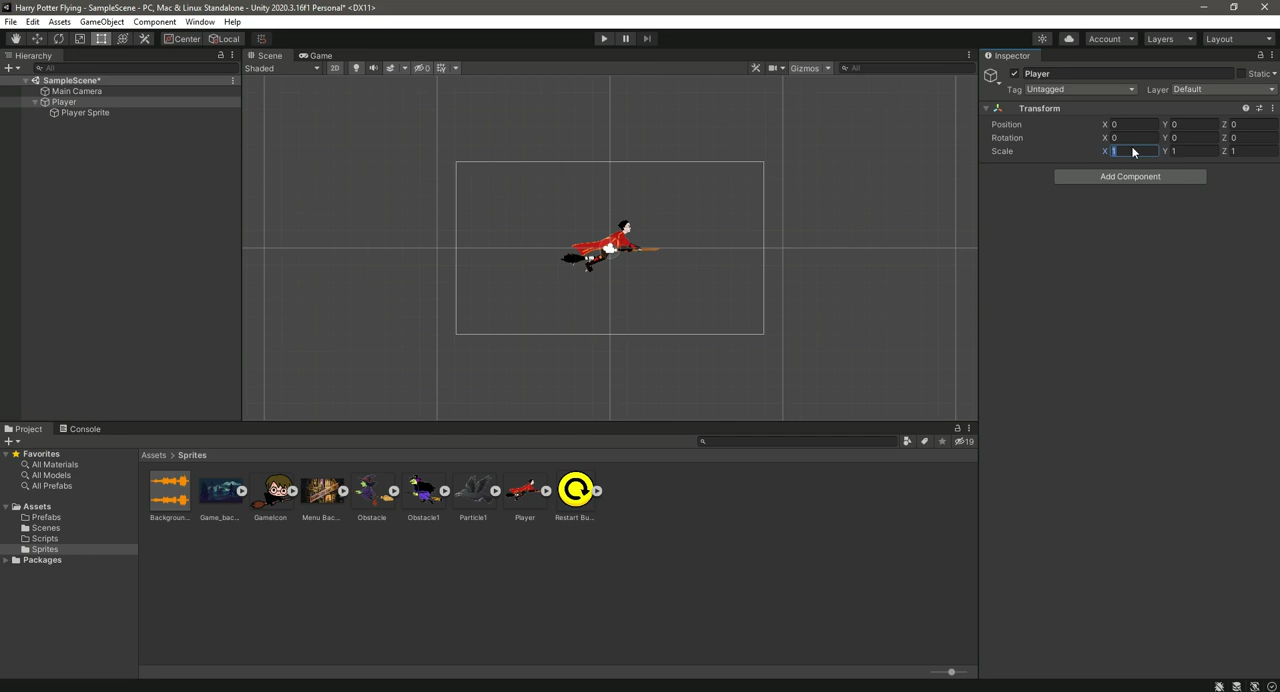 Harry Potter Flying - SampleScene - PC, Mac & Linux Standalone - Unity 2020.3.16f1 Personal* <DX11>
File Edit Assets GameObject Component Window Help
Center Local Account Layers Layout
Hierarchy Scene Game Inspector
All Shaded 2D 0 Gizmos All Player Static
SampleScene* Tag Untagged Layer Default
Main Camera
Player Transform
Player Sprite
Position X 0 Y 0 Z 0
Rotation X 0 Y 0 Z 0
Scale X 1 Y 1 Z 1
Add Component
Project Console
19
Favorites Assets > Sprites
All Materials
All Models
All Prefabs
Assets
Prefabs Backgroun... Game_bac... GameIcon Menu Bac... Obstacle Obstacle1 Particle1 Player Restart Bu...
Scenes
Scripts
Sprites
Packages